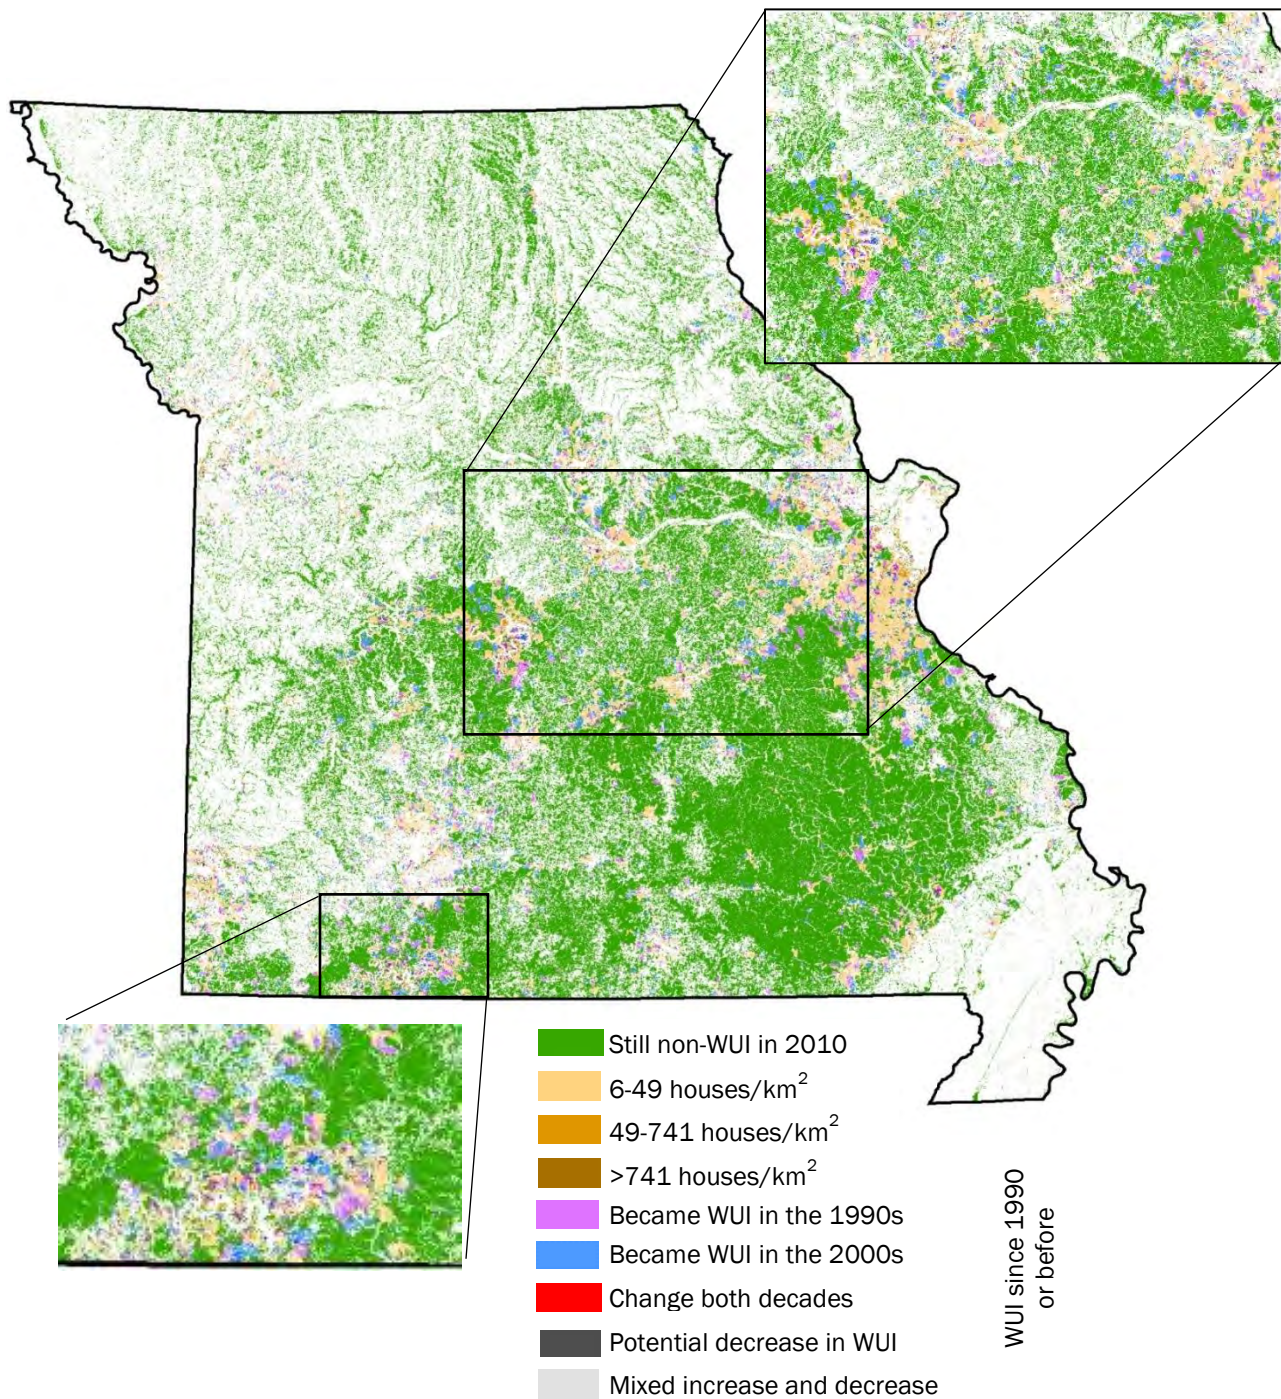 Still non-WUI in 2010
6-49 houses/km²
49-741 houses/km²
>741 houses/km²
Became WUI in the 1990s
Became WUI in the 2000s
Change both decades
Potential decrease in WUI
Mixed increase and decrease
WUI since 1990
or before